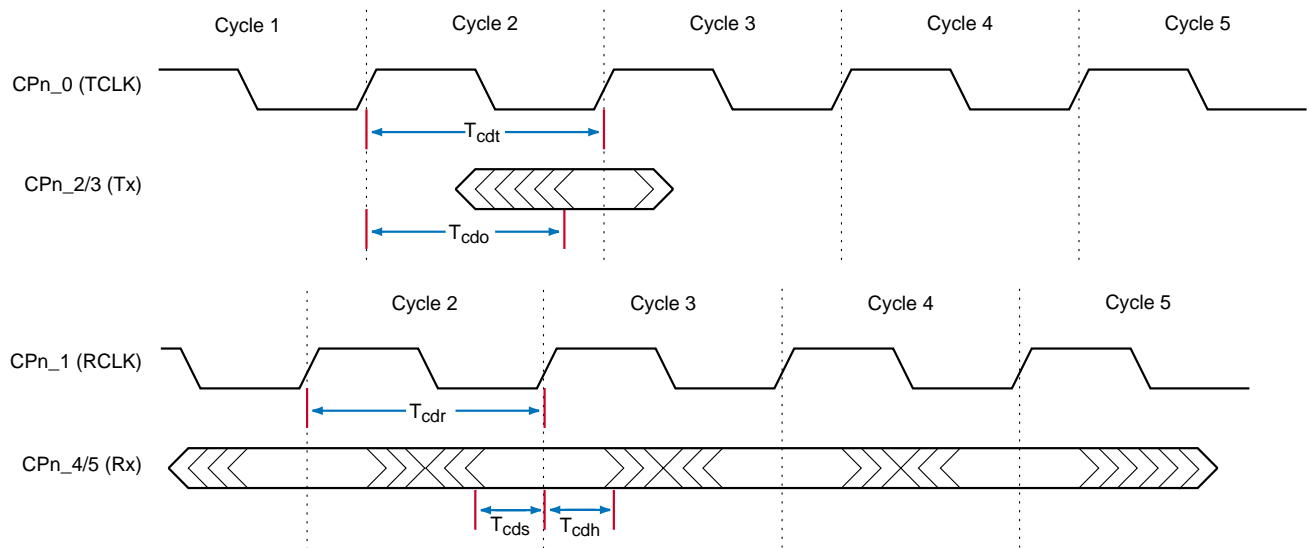 Cycle 1 Cycle 2 Cycle 3 Cycle 4 Cycle 5
CPn_0 (TCLK)
Tcdt
CPn_2/3 (Tx)
Tcdo
Cycle 2 Cycle 3 Cycle 4 Cycle 5
CPn_1 (RCLK)
Tcdr
CPn_4/5 (Rx)
Tcds Tcdh